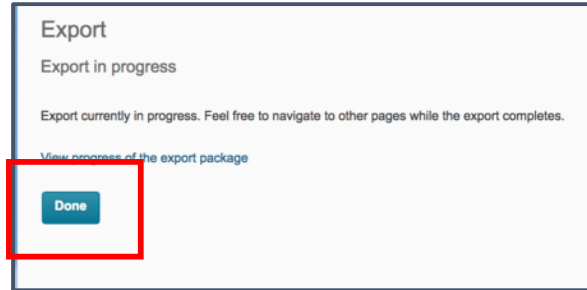 Export
Export in progress
Export currently in progress. Feel free to navigate to other pages while the export completes.
View progress of the export package
Done